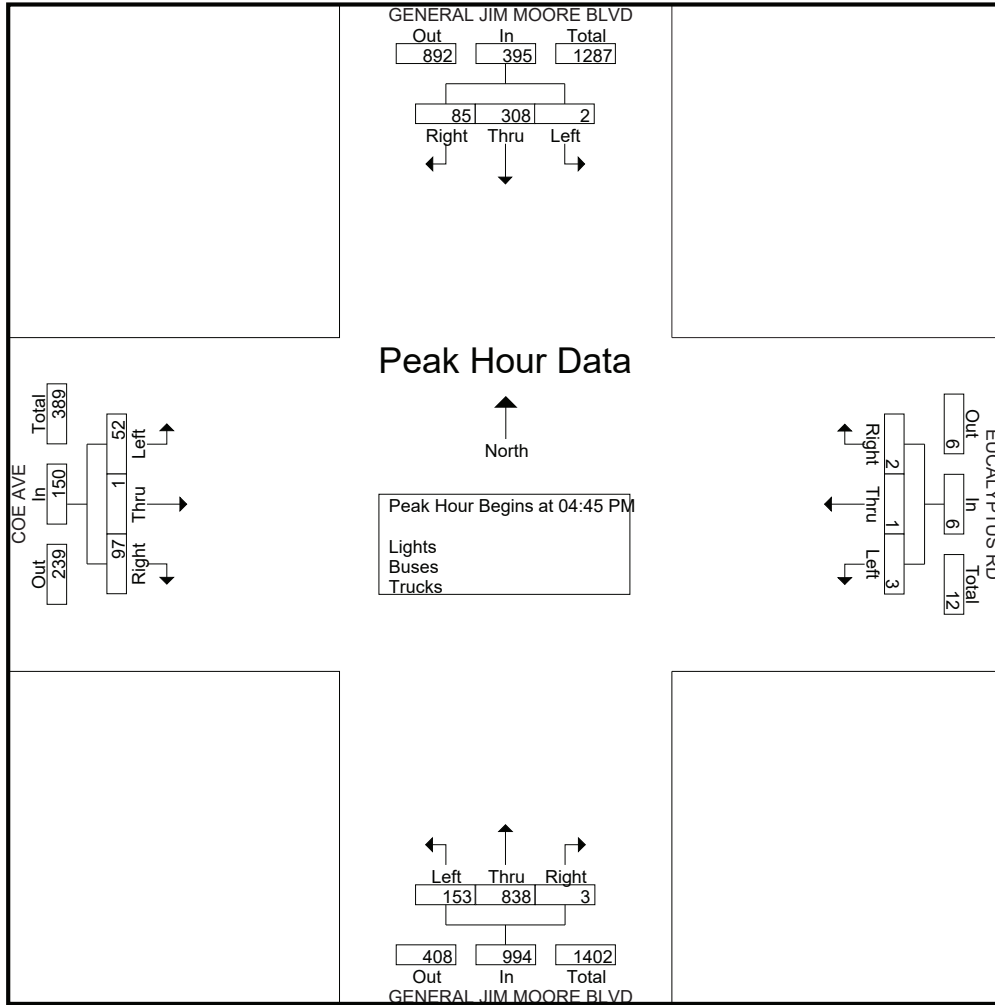 GENERAL JIM MOORE BLVD
Out In Total
892 395 1287
85 308 2
Right Thru Left
Peak Hour Data
North
Peak Hour Begins at 04:45 PM
Lights
Buses
Trucks
COE AVE
Total In Out
389 150 239
52 1 97
Left Thru Right
EUCALYPTUS RD
Out In Total
6 6 12
2 1 3
Right Thru Left
Left Thru Right
153 838 3
408 994 1402
Out In Total
GENERAL JIM MOORE BLVD